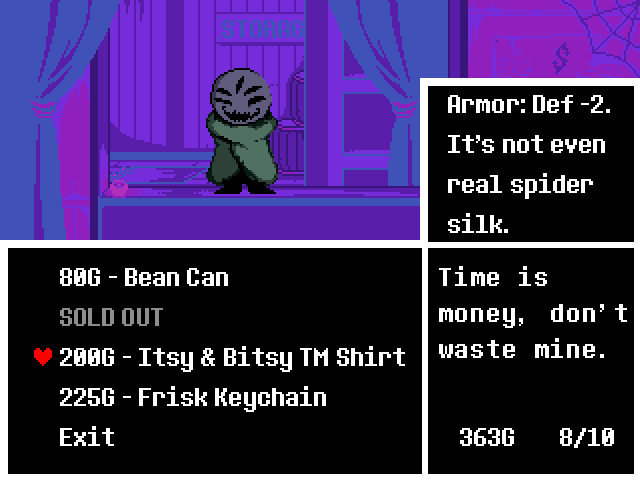 STORAG
$
Armor: Def -2.
It's not even
real spider
silk.
80G - Bean Can
SOLD OUT
200G - Itsy & Bitsy TM Shirt
225G - Frisk Keychain
Exit
Time is
money, don't
waste mine.
363G 8/10